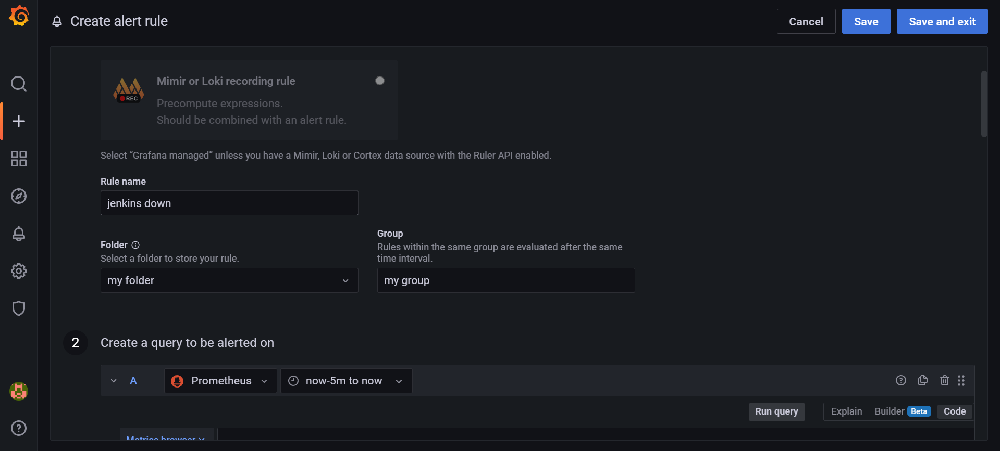 Create alert rule
Cancel
Save
Save and exit
Mimir or Loki recording rule
REC
Precompute expressions.
Should be combined with an alert rule.
Select “Grafana managed” unless you have a Mimir, Loki or Cortex data source with the Ruler API enabled.
Rule name
jenkins down
Folder
Select a folder to store your rule.
my folder
Group
Rules within the same group are evaluated after the same
time interval.
my group
2
Create a query to be alerted on
A
Prometheus
now-5m to now
Run query
Explain
Builder
Beta
Code
Metrics browser